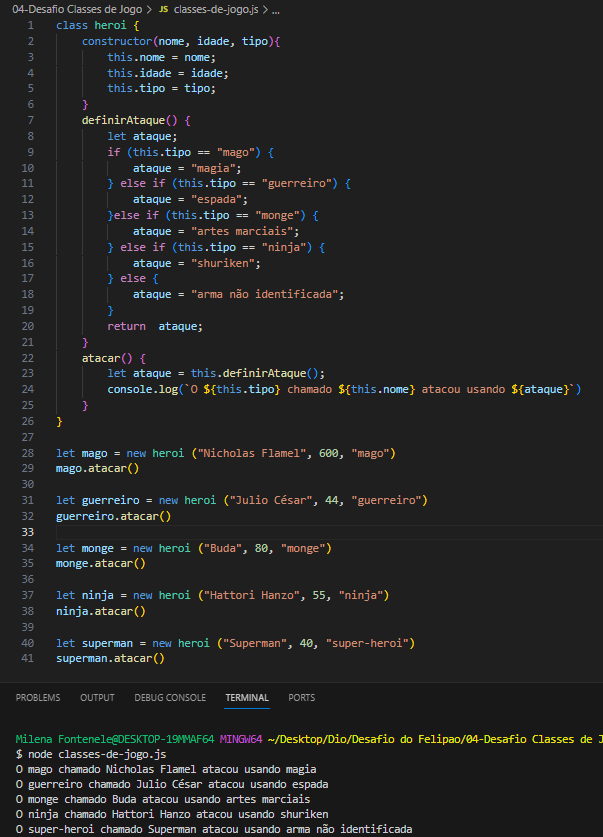 04-Desafio Classes de Jogo > JS classes-de-jogo.js > ...
1 class heroi {
2 constructor(nome, idade, tipo){
3 this.nome = nome;
4 this.idade = idade;
5 this.tipo = tipo;
6 }
7 definirAtaque() {
8 let ataque;
9 if (this.tipo == "mago") {
10 ataque = "magia";
11 } else if (this.tipo == "guerreiro") {
12 ataque = "espada";
13 }else if (this.tipo == "monge") {
14 ataque = "artes marciais";
15 } else if (this.tipo == "ninja") {
16 ataque = "shuriken";
17 } else {
18 ataque = "arma não identificada";
19 }
20 return  ataque;
21 }
22 atacar() {
23 let ataque = this.definirAtaque();
24 console.log(`O ${this.tipo} chamado ${this.nome} atacou usando ${ataque}`)
25 }
26 }
27
28 let mago = new heroi ("Nicholas Flamel", 600, "mago")
29 mago.atacar()
30
31 let guerreiro = new heroi ("Julio César", 44, "guerreiro")
32 guerreiro.atacar()
33
34 let monge = new heroi ("Buda", 80, "monge")
35 monge.atacar()
36
37 let ninja = new heroi ("Hattori Hanzo", 55, "ninja")
38 ninja.atacar()
39
40 let superman = new heroi ("Superman", 40, "super-heroi")
41 superman.atacar()
PROBLEMS OUTPUT DEBUG CONSOLE TERMINAL PORTS
Milena Fontenele@DESKTOP-19MMAF64 MINGW64 ~/Desktop/Dio/Desafio do Felipao/04-Desafio Classes de J
$ node classes-de-jogo.js
O mago chamado Nicholas Flamel atacou usando magia
O guerreiro chamado Julio César atacou usando espada
O monge chamado Buda atacou usando artes marciais
O ninja chamado Hattori Hanzo atacou usando shuriken
O super-heroi chamado Superman atacou usando arma não identificada